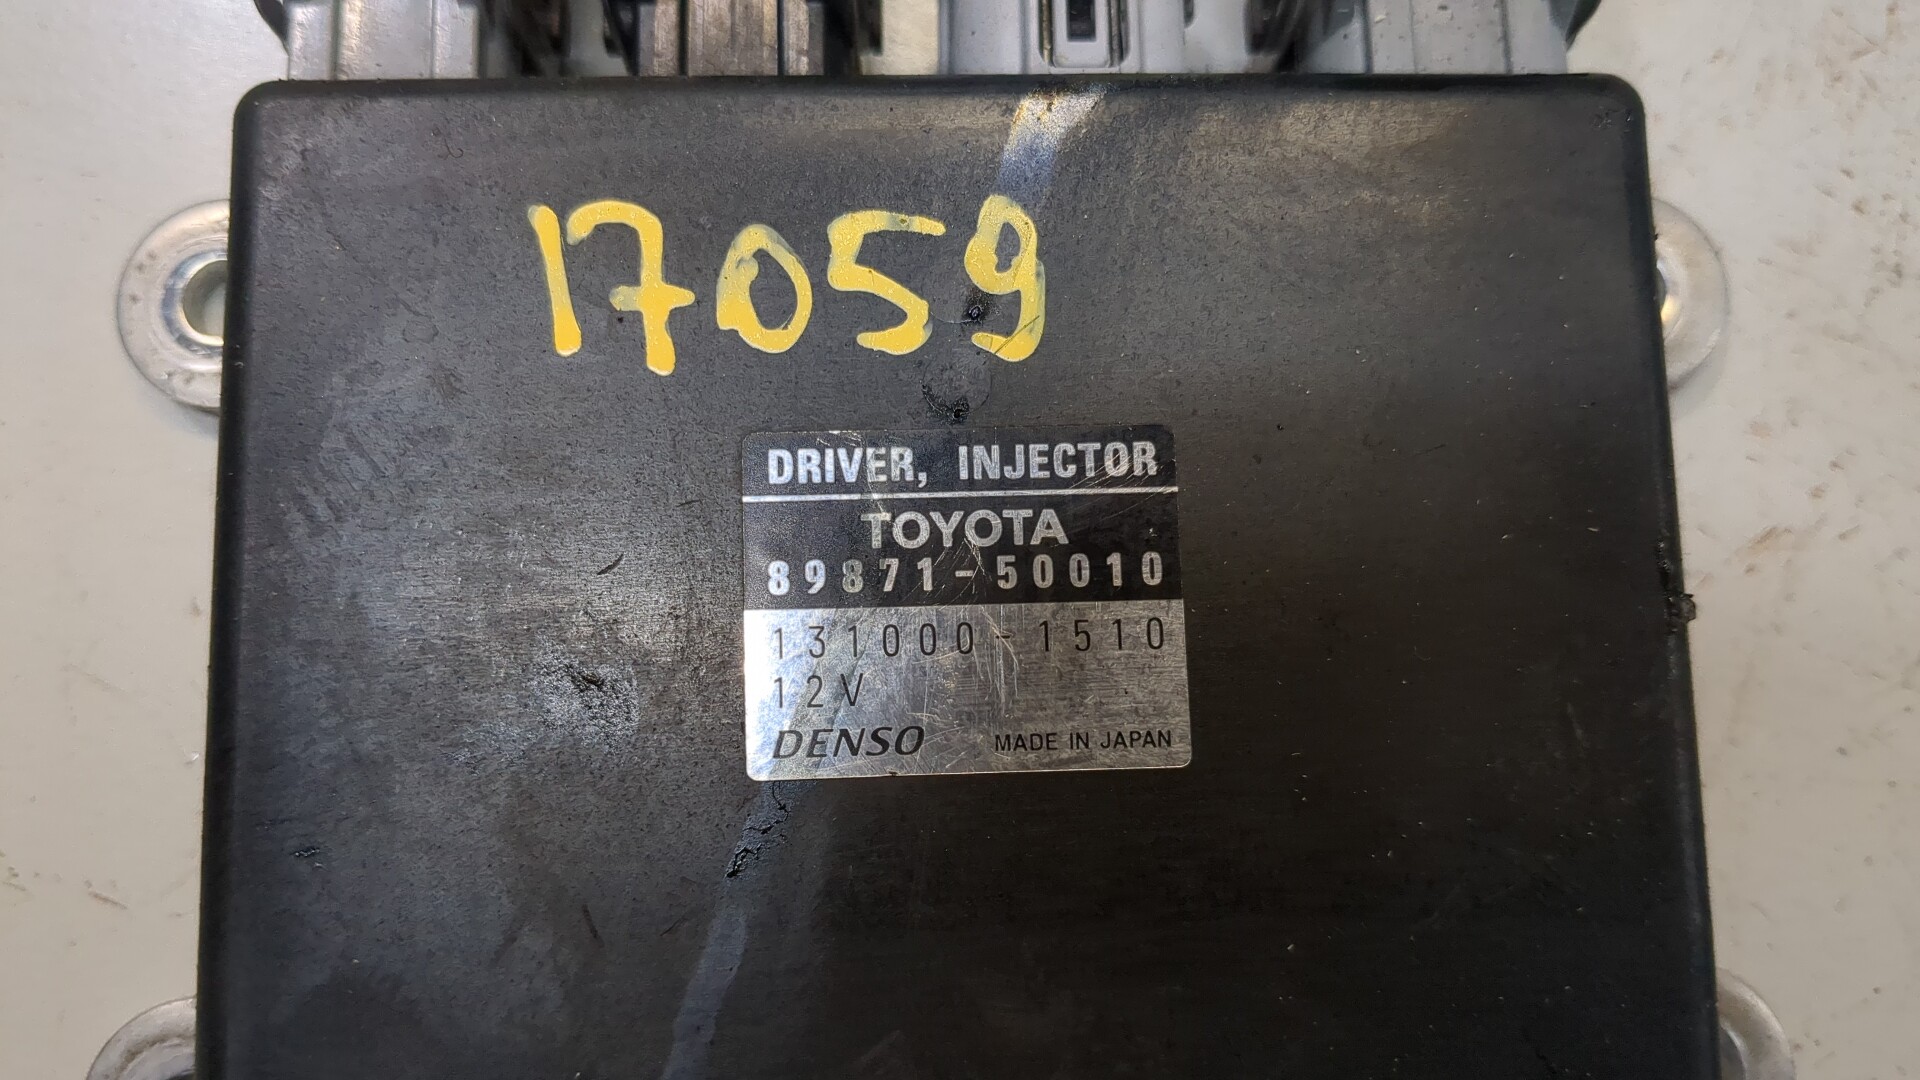 17059
DRIVER, INJECTOR
TOYOTA
89871-50010
131000-1510
12V
DENSO MADE IN JAPAN